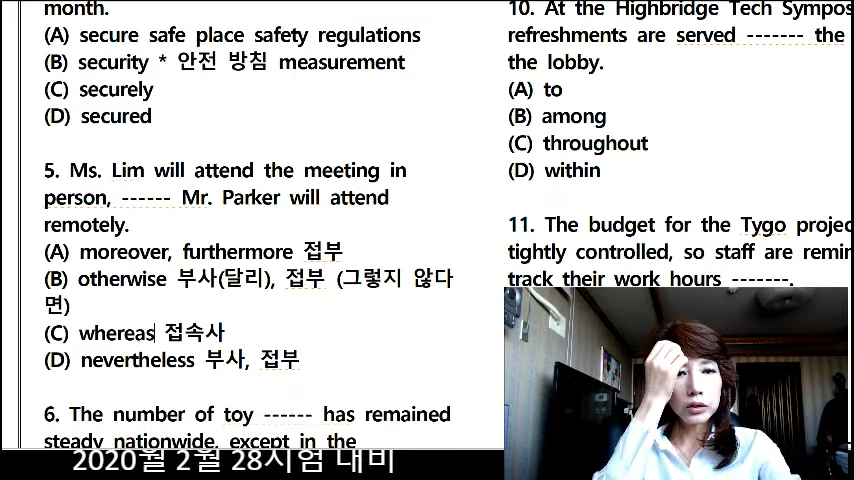 month.
(A) secure safe place safety regulations
(B) security * 안전 방침 measurement
(C) securely
(D) secured
5. Ms. Lim will attend the meeting in
person, ------ Mr. Parker will attend
remotely.
(A) moreover, furthermore 접부
(B) otherwise 부사(달리), 접부 (그렇지 않다
면)
(C) whereas 접속사
(D) nevertheless 부사, 접부
6. The number of toy ------ has remained
steady nationwide, except in the
10. At the Highbridge Tech Sympos
refreshments are served ------- the
the lobby.
(A) to
(B) among
(C) throughout
(D) within
11. The budget for the Tygo projec
tightly controlled, so staff are remin
track their work hours -------.
2020월 2월 28시험 대비